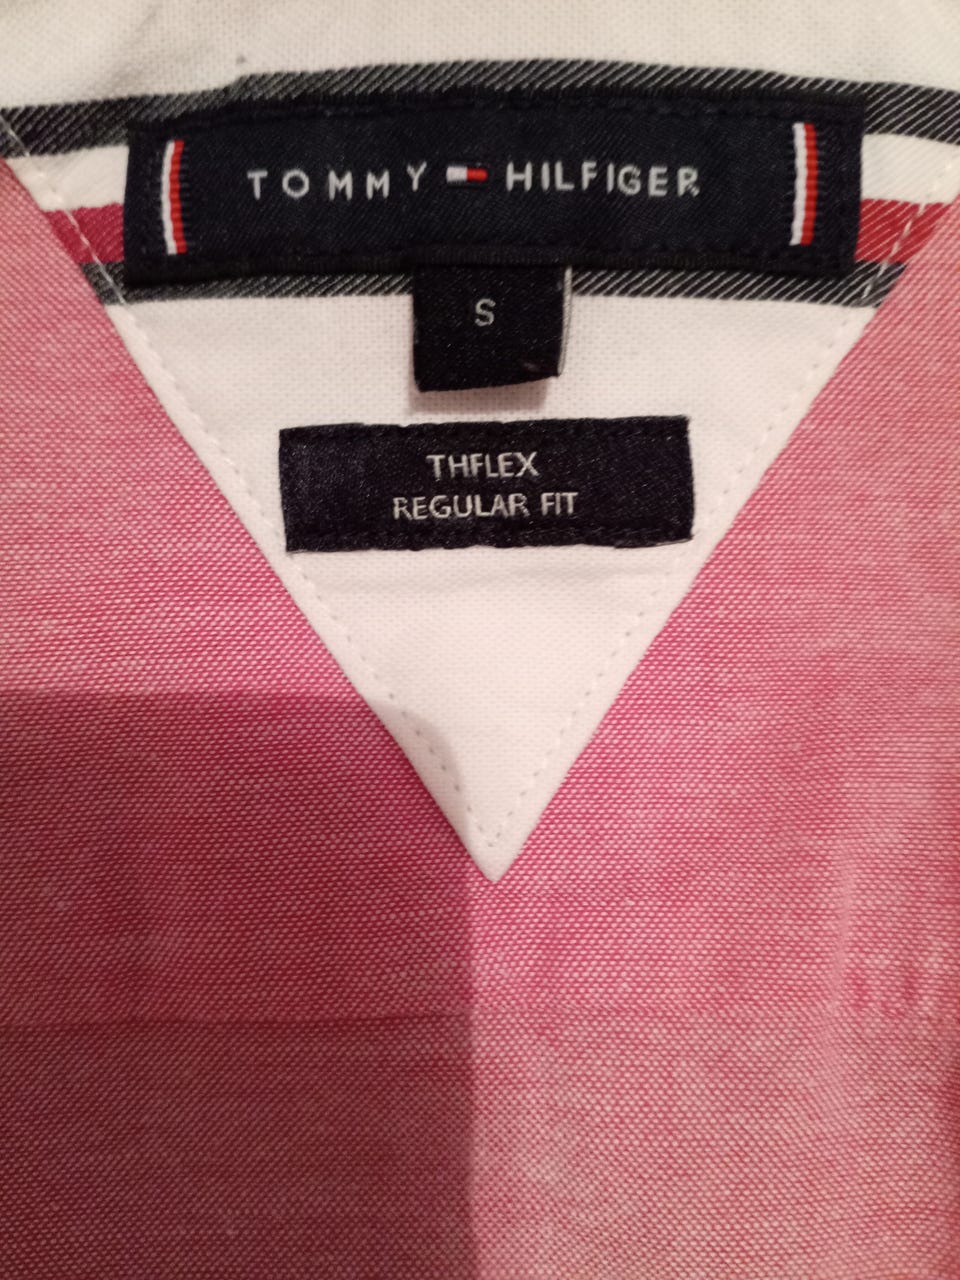 TOMMY HILFIGER
S
THFLEX
REGULAR FIT